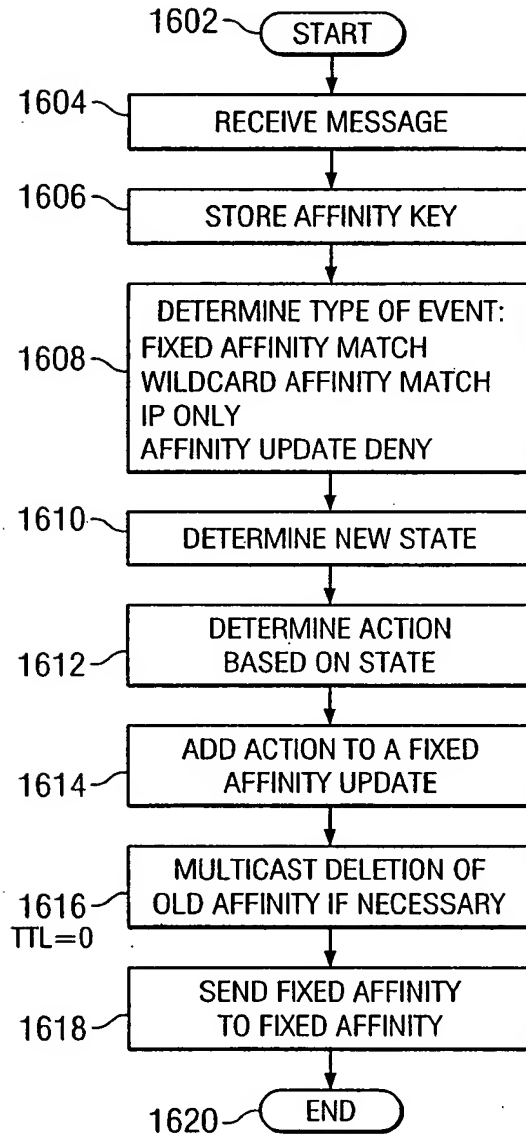 1602 START
1604 RECEIVE MESSAGE
1606 STORE AFFINITY KEY
DETERMINE TYPE OF EVENT:
1608 FIXED AFFINITY MATCH
WILDCARD AFFINITY MATCH
IP ONLY
AFFINITY UPDATE DENY
1610 DETERMINE NEW STATE
DETERMINE ACTION
1612 BASED ON STATE
ADD ACTION TO A FIXED
1614 AFFINITY UPDATE
MULTICAST DELETION OF
1616 OLD AFFINITY IF NECESSARY
TTL=0
SEND FIXED AFFINITY
1618 TO FIXED AFFINITY
1620 END